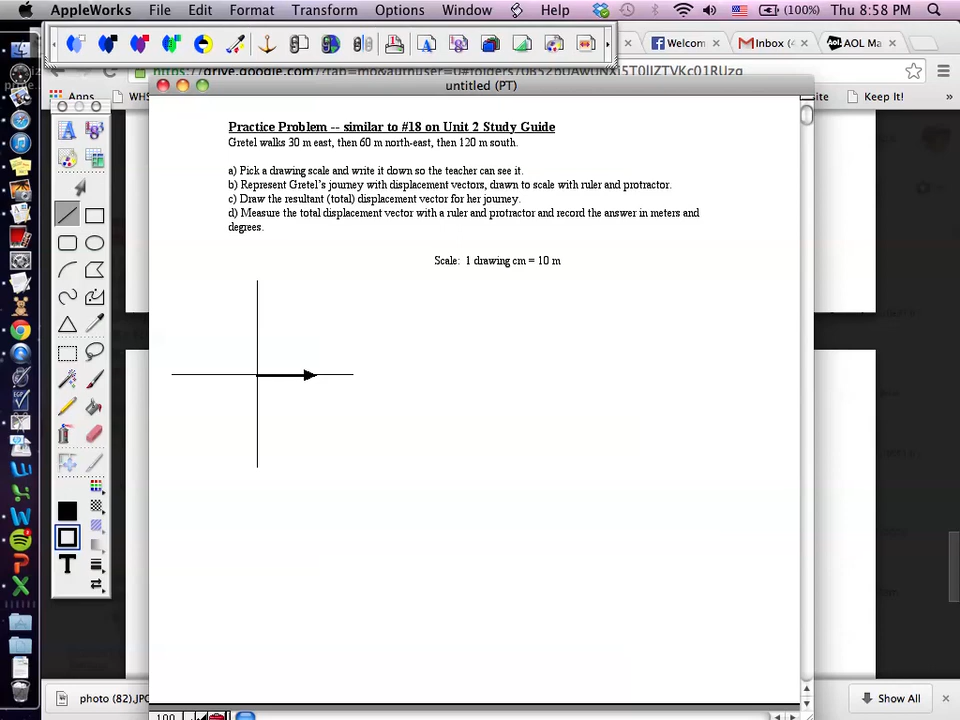 AppleWorks File Edit Format Transform Options Window Help (100%) Thu 8:58 PM
Welcom Inbox (4 AOL Ma
Apps WHS Keep It!
untitled (PT)
Practice Problem -- similar to #18 on Unit 2 Study Guide
Gretel walks 30 m east, then 60 m north-east, then 120 m south.
a) Pick a drawing scale and write it down so the teacher can see it.
b) Represent Gretel's journey with displacement vectors, drawn to scale with ruler and protractor.
c) Draw the resultant (total) displacement vector for her journey.
d) Measure the total displacement vector with a ruler and protractor and record the answer in meters and
degrees.
Scale: 1 drawing cm = 10 m
photo (82).JPG
Show All
100